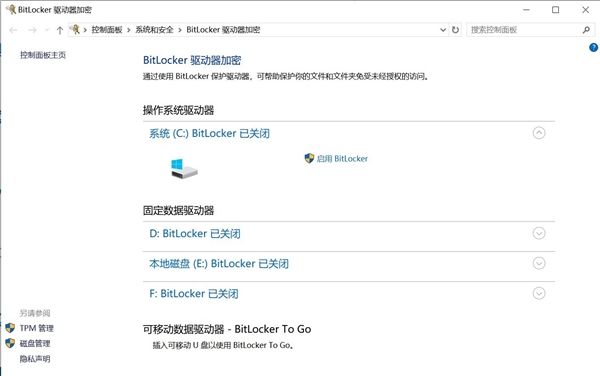 BitLocker 驱动器加密
控制面板 > 系统和安全 > BitLocker 驱动器加密
搜索控制面板
控制面板主页
BitLocker 驱动器加密
通过使用 BitLocker 保护驱动器，可帮助保护你的文件和文件夹免受未经授权的访问。
操作系统驱动器
系统 (C:) BitLocker 已关闭
启用 BitLocker
固定数据驱动器
D: BitLocker 已关闭
本地磁盘 (E:) BitLocker 已关闭
F: BitLocker 已关闭
可移动数据驱动器 - BitLocker To Go
插入可移动 U 盘以使用 BitLocker To Go。
另请参阅
TPM 管理
磁盘管理
隐私声明